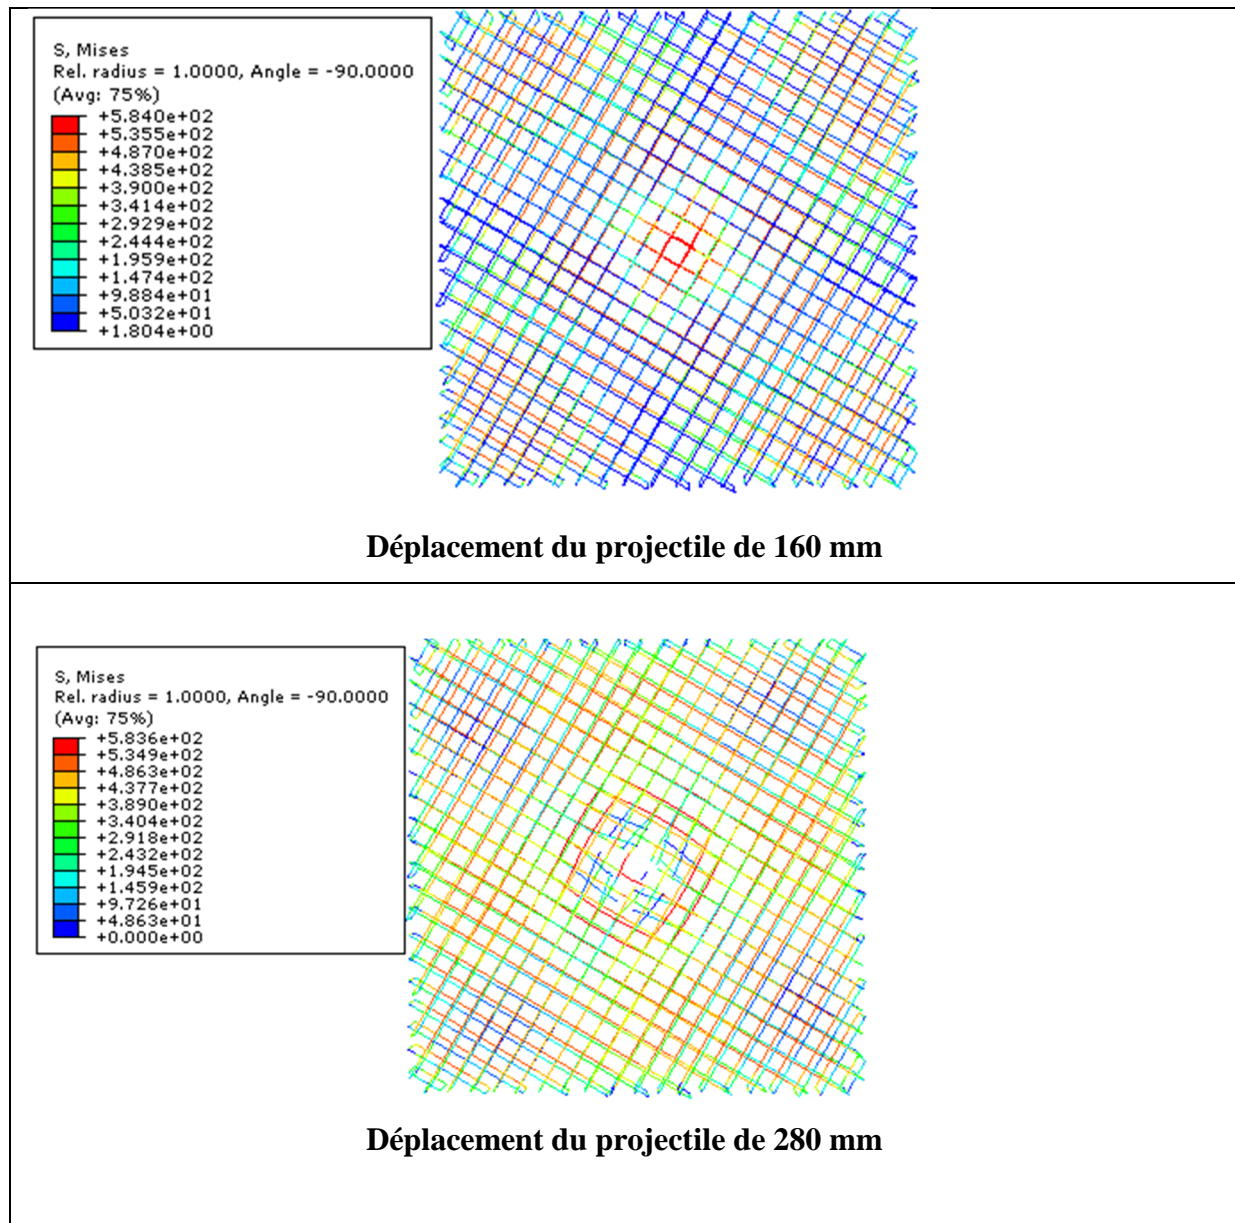 S, Mises
Rel. radius = 1.0000, Angle = -90.0000
(Avg: 75%)
+5.840e+02
+5.355e+02
+4.870e+02
+4.385e+02
+3.900e+02
+3.414e+02
+2.929e+02
+2.444e+02
+1.959e+02
+1.474e+02
+9.884e+01
+5.032e+01
+1.804e+00
Déplacement du projectile de 160 mm
S, Mises
Rel. radius = 1.0000, Angle = -90.0000
(Avg: 75%)
+5.836e+02
+5.349e+02
+4.863e+02
+4.377e+02
+3.890e+02
+3.404e+02
+2.918e+02
+2.432e+02
+1.945e+02
+1.459e+02
+9.726e+01
+4.863e+01
+0.000e+00
Déplacement du projectile de 280 mm